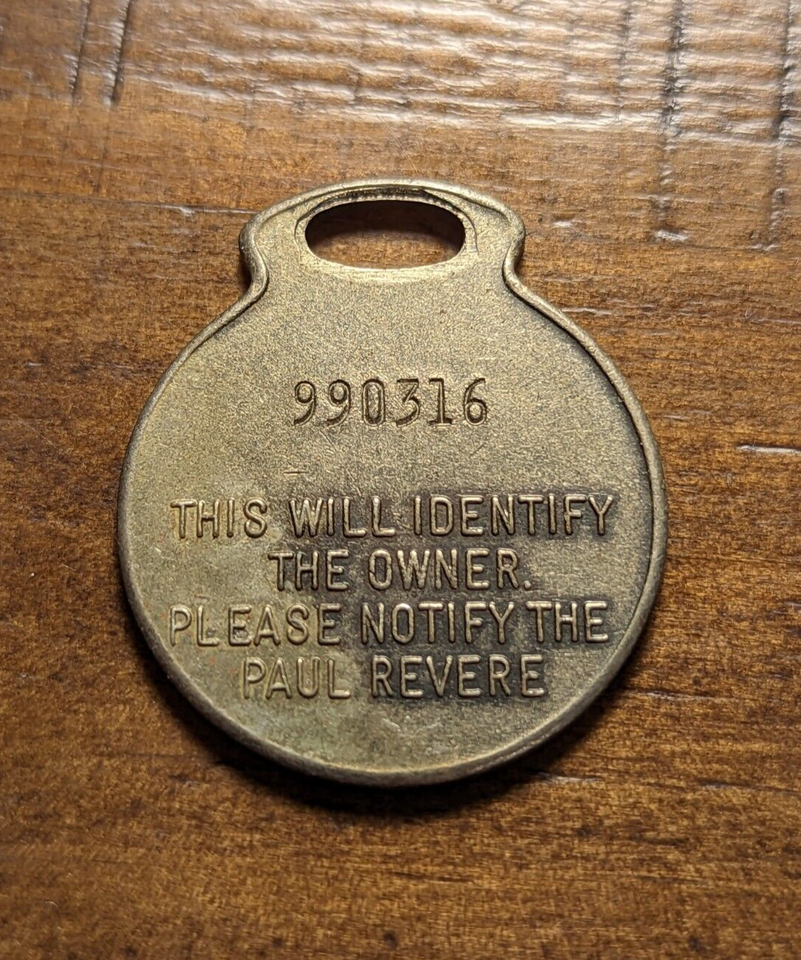 990316
THIS WILL IDENTIFY
THE OWNER.
PLEASE NOTIFY THE
PAUL REVERE